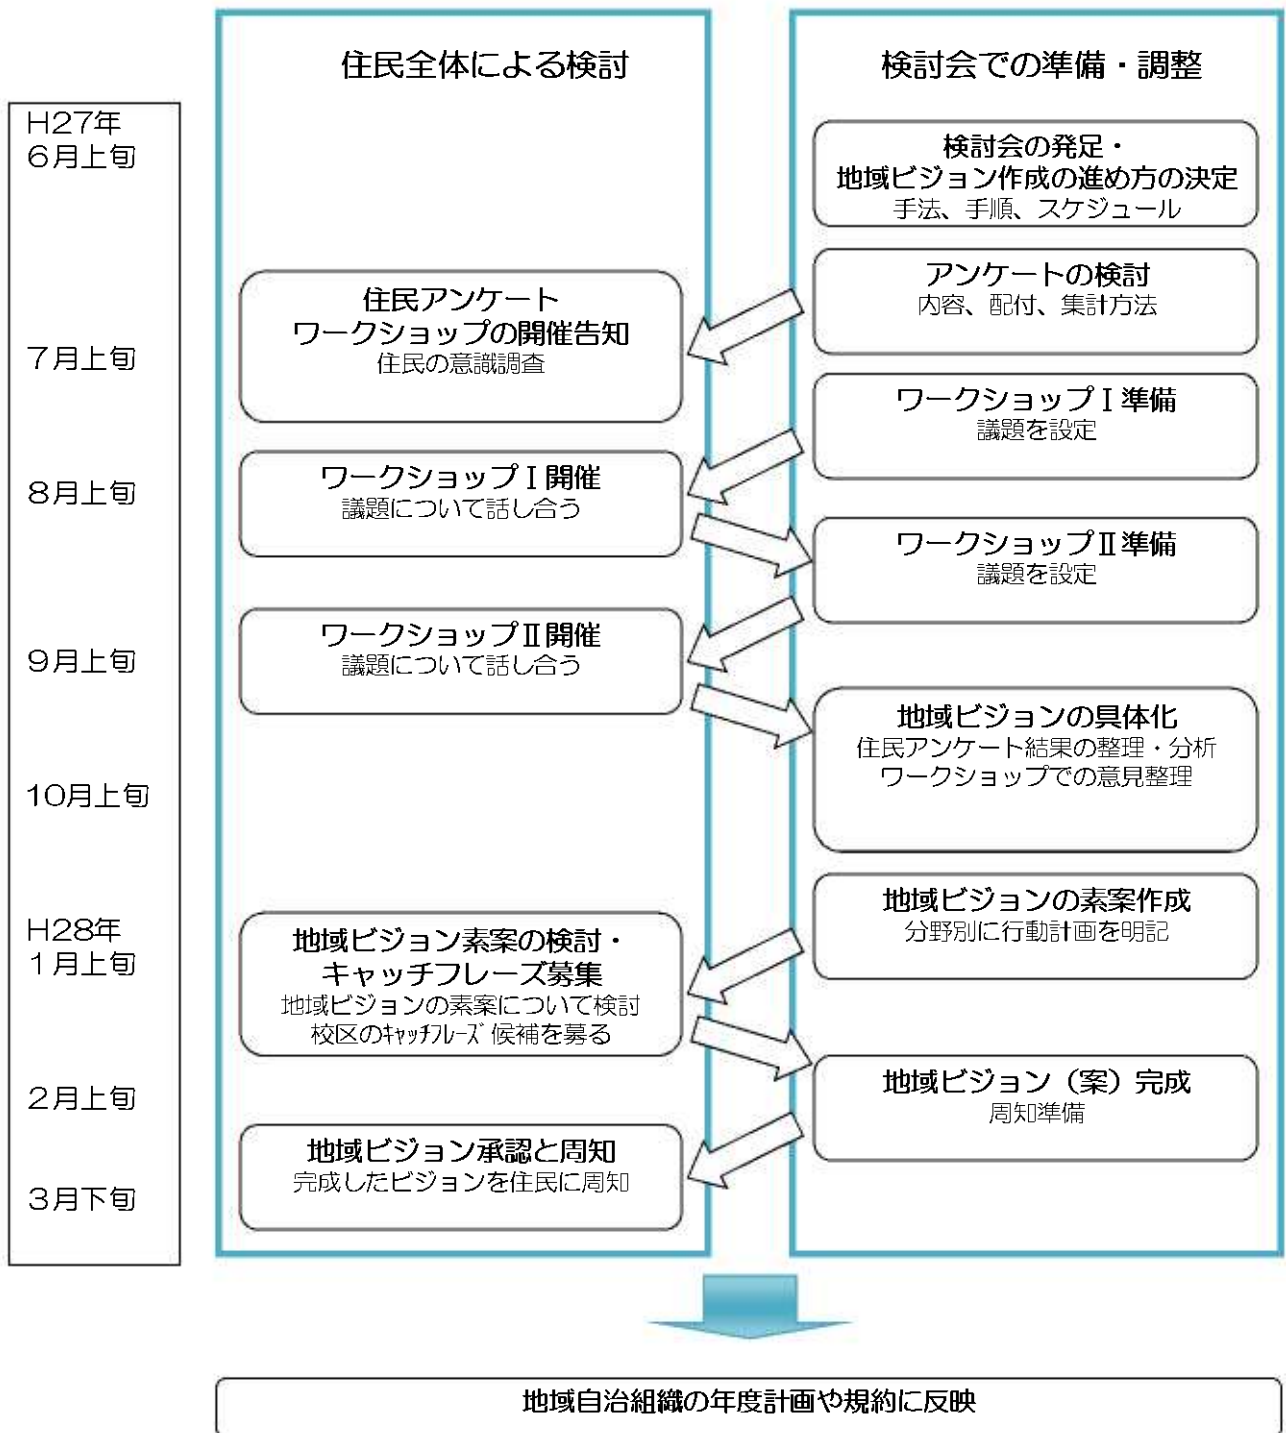 住民全体による検討
検討会での準備・調整
H27年
6月上旬
検討会の発足・
地域ビジョン作成の進め方の決定
手法、手順、スケジュール
アンケートの検討
内容、配付、集計方法
住民アンケート
ワークショップの開催告知
住民の意識調査
7月上旬
ワークショップⅠ準備
議題を設定
8月上旬
ワークショップⅠ開催
議題について話し合う
ワークショップⅡ準備
議題を設定
9月上旬
ワークショップⅡ開催
議題について話し合う
地域ビジョンの具体化
住民アンケート結果の整理・分析
ワークショップでの意見整理
10月上旬
地域ビジョンの素案作成
分野別に行動計画を明記
H28年
1月上旬
地域ビジョン素案の検討・
キャッチフレーズ募集
地域ビジョンの素案について検討
校区のｷｬｯﾁﾌﾚｰｽﾞ候補を募る
2月上旬
地域ビジョン（案）完成
周知準備
地域ビジョン承認と周知
完成したビジョンを住民に周知
3月下旬
地域自治組織の年度計画や規約に反映